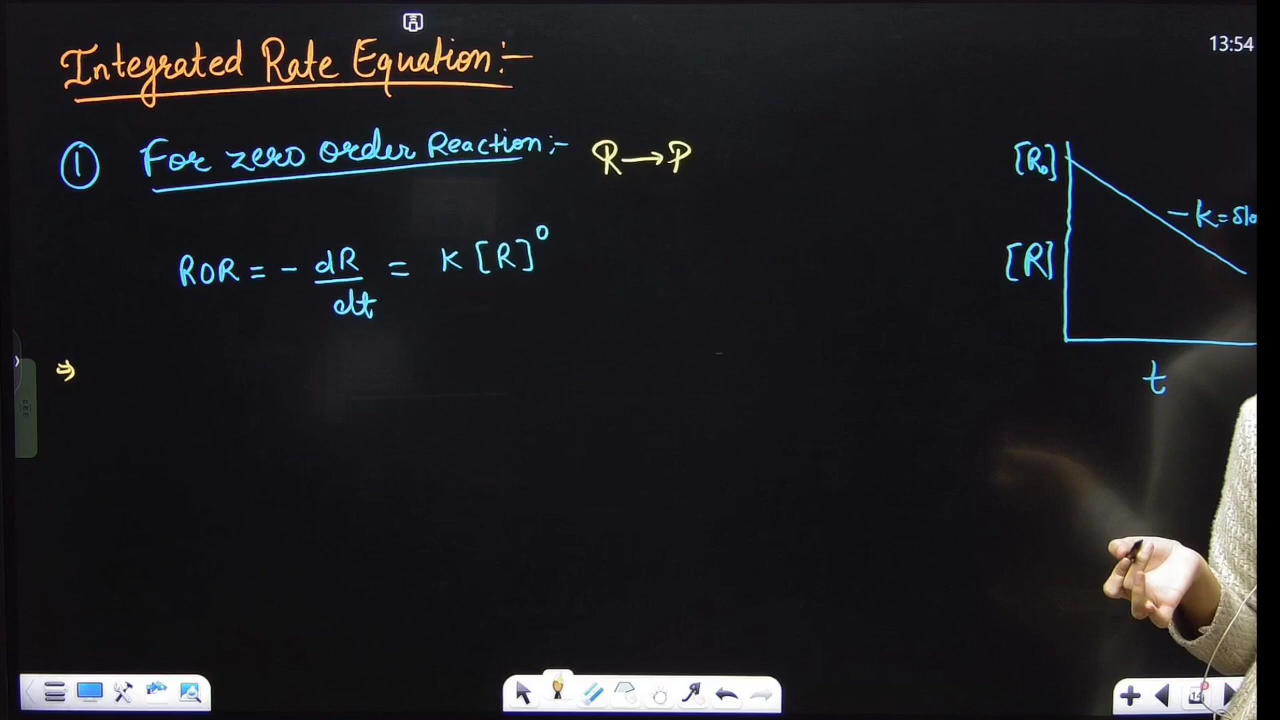 13:54
Integrated Rate Equation:-
① For zero order Reaction:- R → P
ROR = - dR/dt = K [R]⁰
⇒
[R₀]
- k = slo
[R]
t